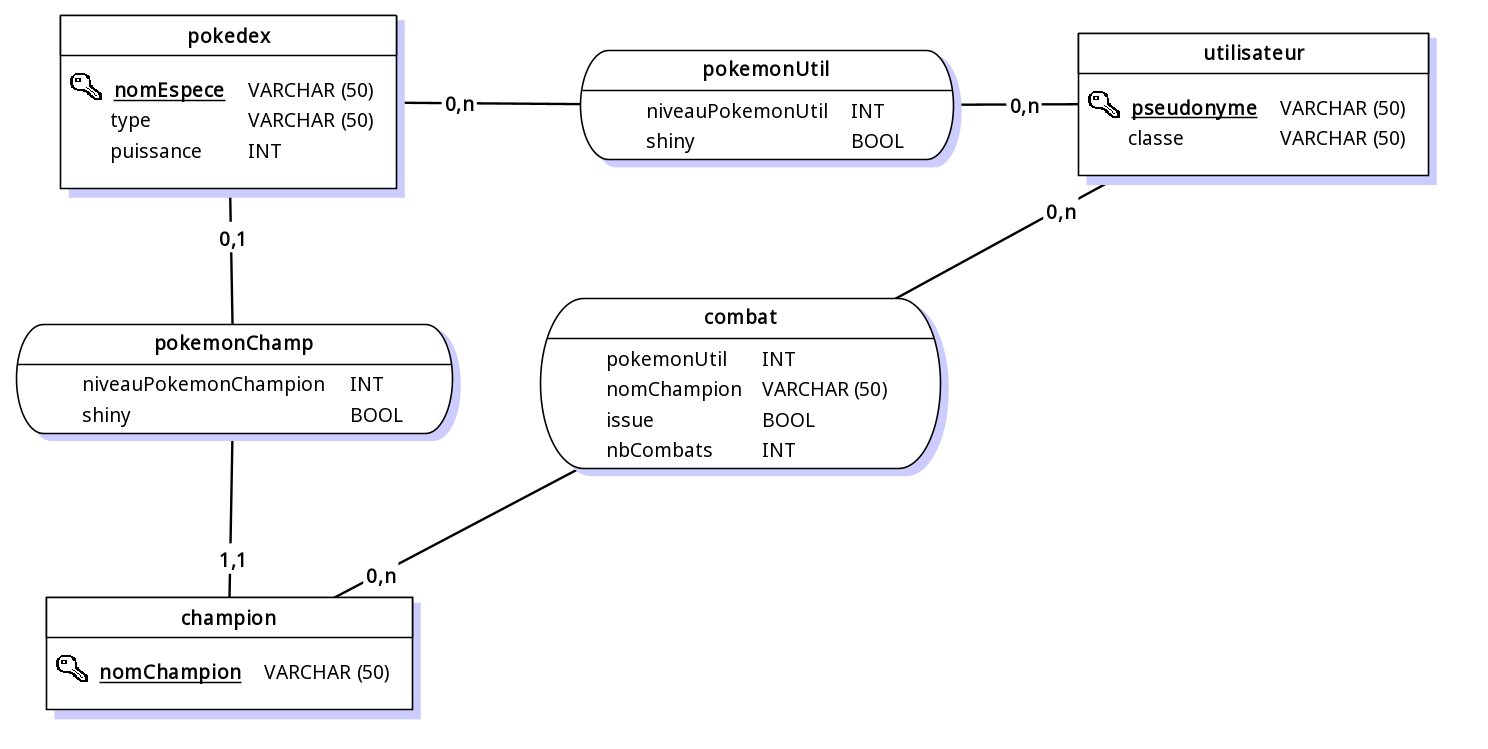 pokedex
nomEspece VARCHAR (50)
type VARCHAR (50)
puissance INT
0,n
pokemonUtil
niveauPokemonUtil INT
shiny BOOL
0,n
utilisateur
pseudonyme VARCHAR (50)
classe VARCHAR (50)
0,1
0,n
pokemonChamp
niveauPokemonChampion INT
shiny BOOL
combat
pokemonUtil INT
nomChampion VARCHAR (50)
issue BOOL
nbCombats INT
1,1
0,n
champion
nomChampion VARCHAR (50)